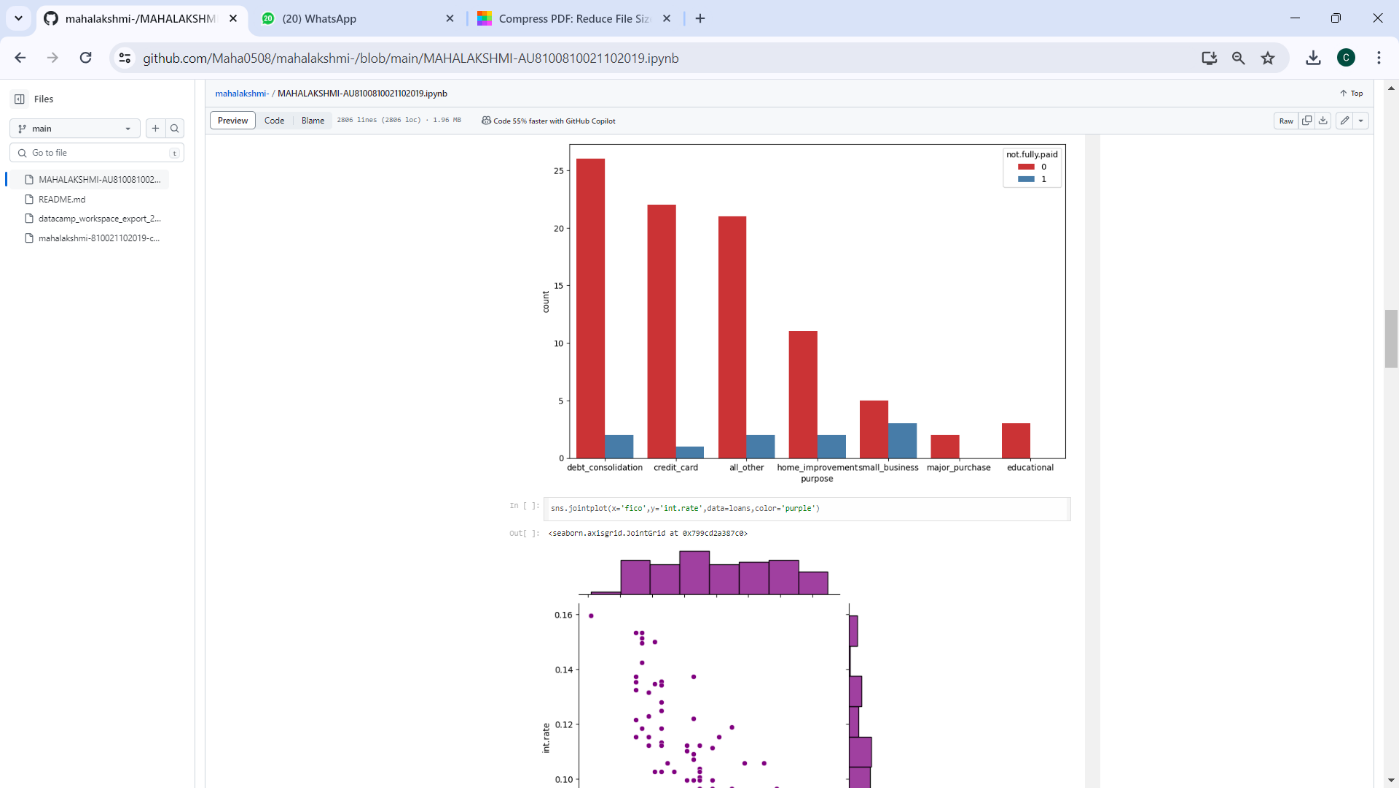 mahalakshmi-/MAHALAKSHMI
(20) WhatsApp
Compress PDF: Reduce File Siz
github.com/Maha0508/mahalakshmi-/blob/main/MAHALAKSHMI-AU8100810021102019.ipynb
C
Files
mahalakshmi- / MAHALAKSHMI-AU8100810021102019.ipynb
Top
main
Preview
Code
Blame
2806 lines (2806 loc) · 1.96 MB
Code 55% faster with GitHub Copilot
Raw
Go to file
t
MAHALAKSHMI-AU810081002...
README.md
datacamp_workspace_export_2...
mahalakshmi-810021102019-c...
not.fully.paid
0
1
25
20
15
10
5
0
count
debt_consolidation credit_card all_other home_improvementsmall_business major_purchase educational
purpose
In [ ]:
sns.jointplot(x='fico',y='int.rate',data=loans,color='purple')
Out[ ]:
<seaborn.axisgrid.JointGrid at 0x799cd2a387c0>
0.16
0.14
0.12
0.10
int.rate